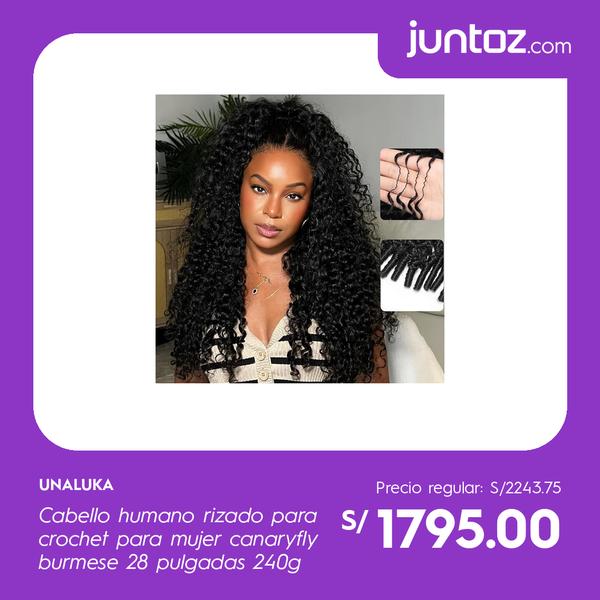 juntoz.com
UNALUKA
Cabello humano rizado para
crochet para mujer canaryfly
burmese 28 pulgadas 240g
Precio regular: S/2243.75
S/ 1795.00